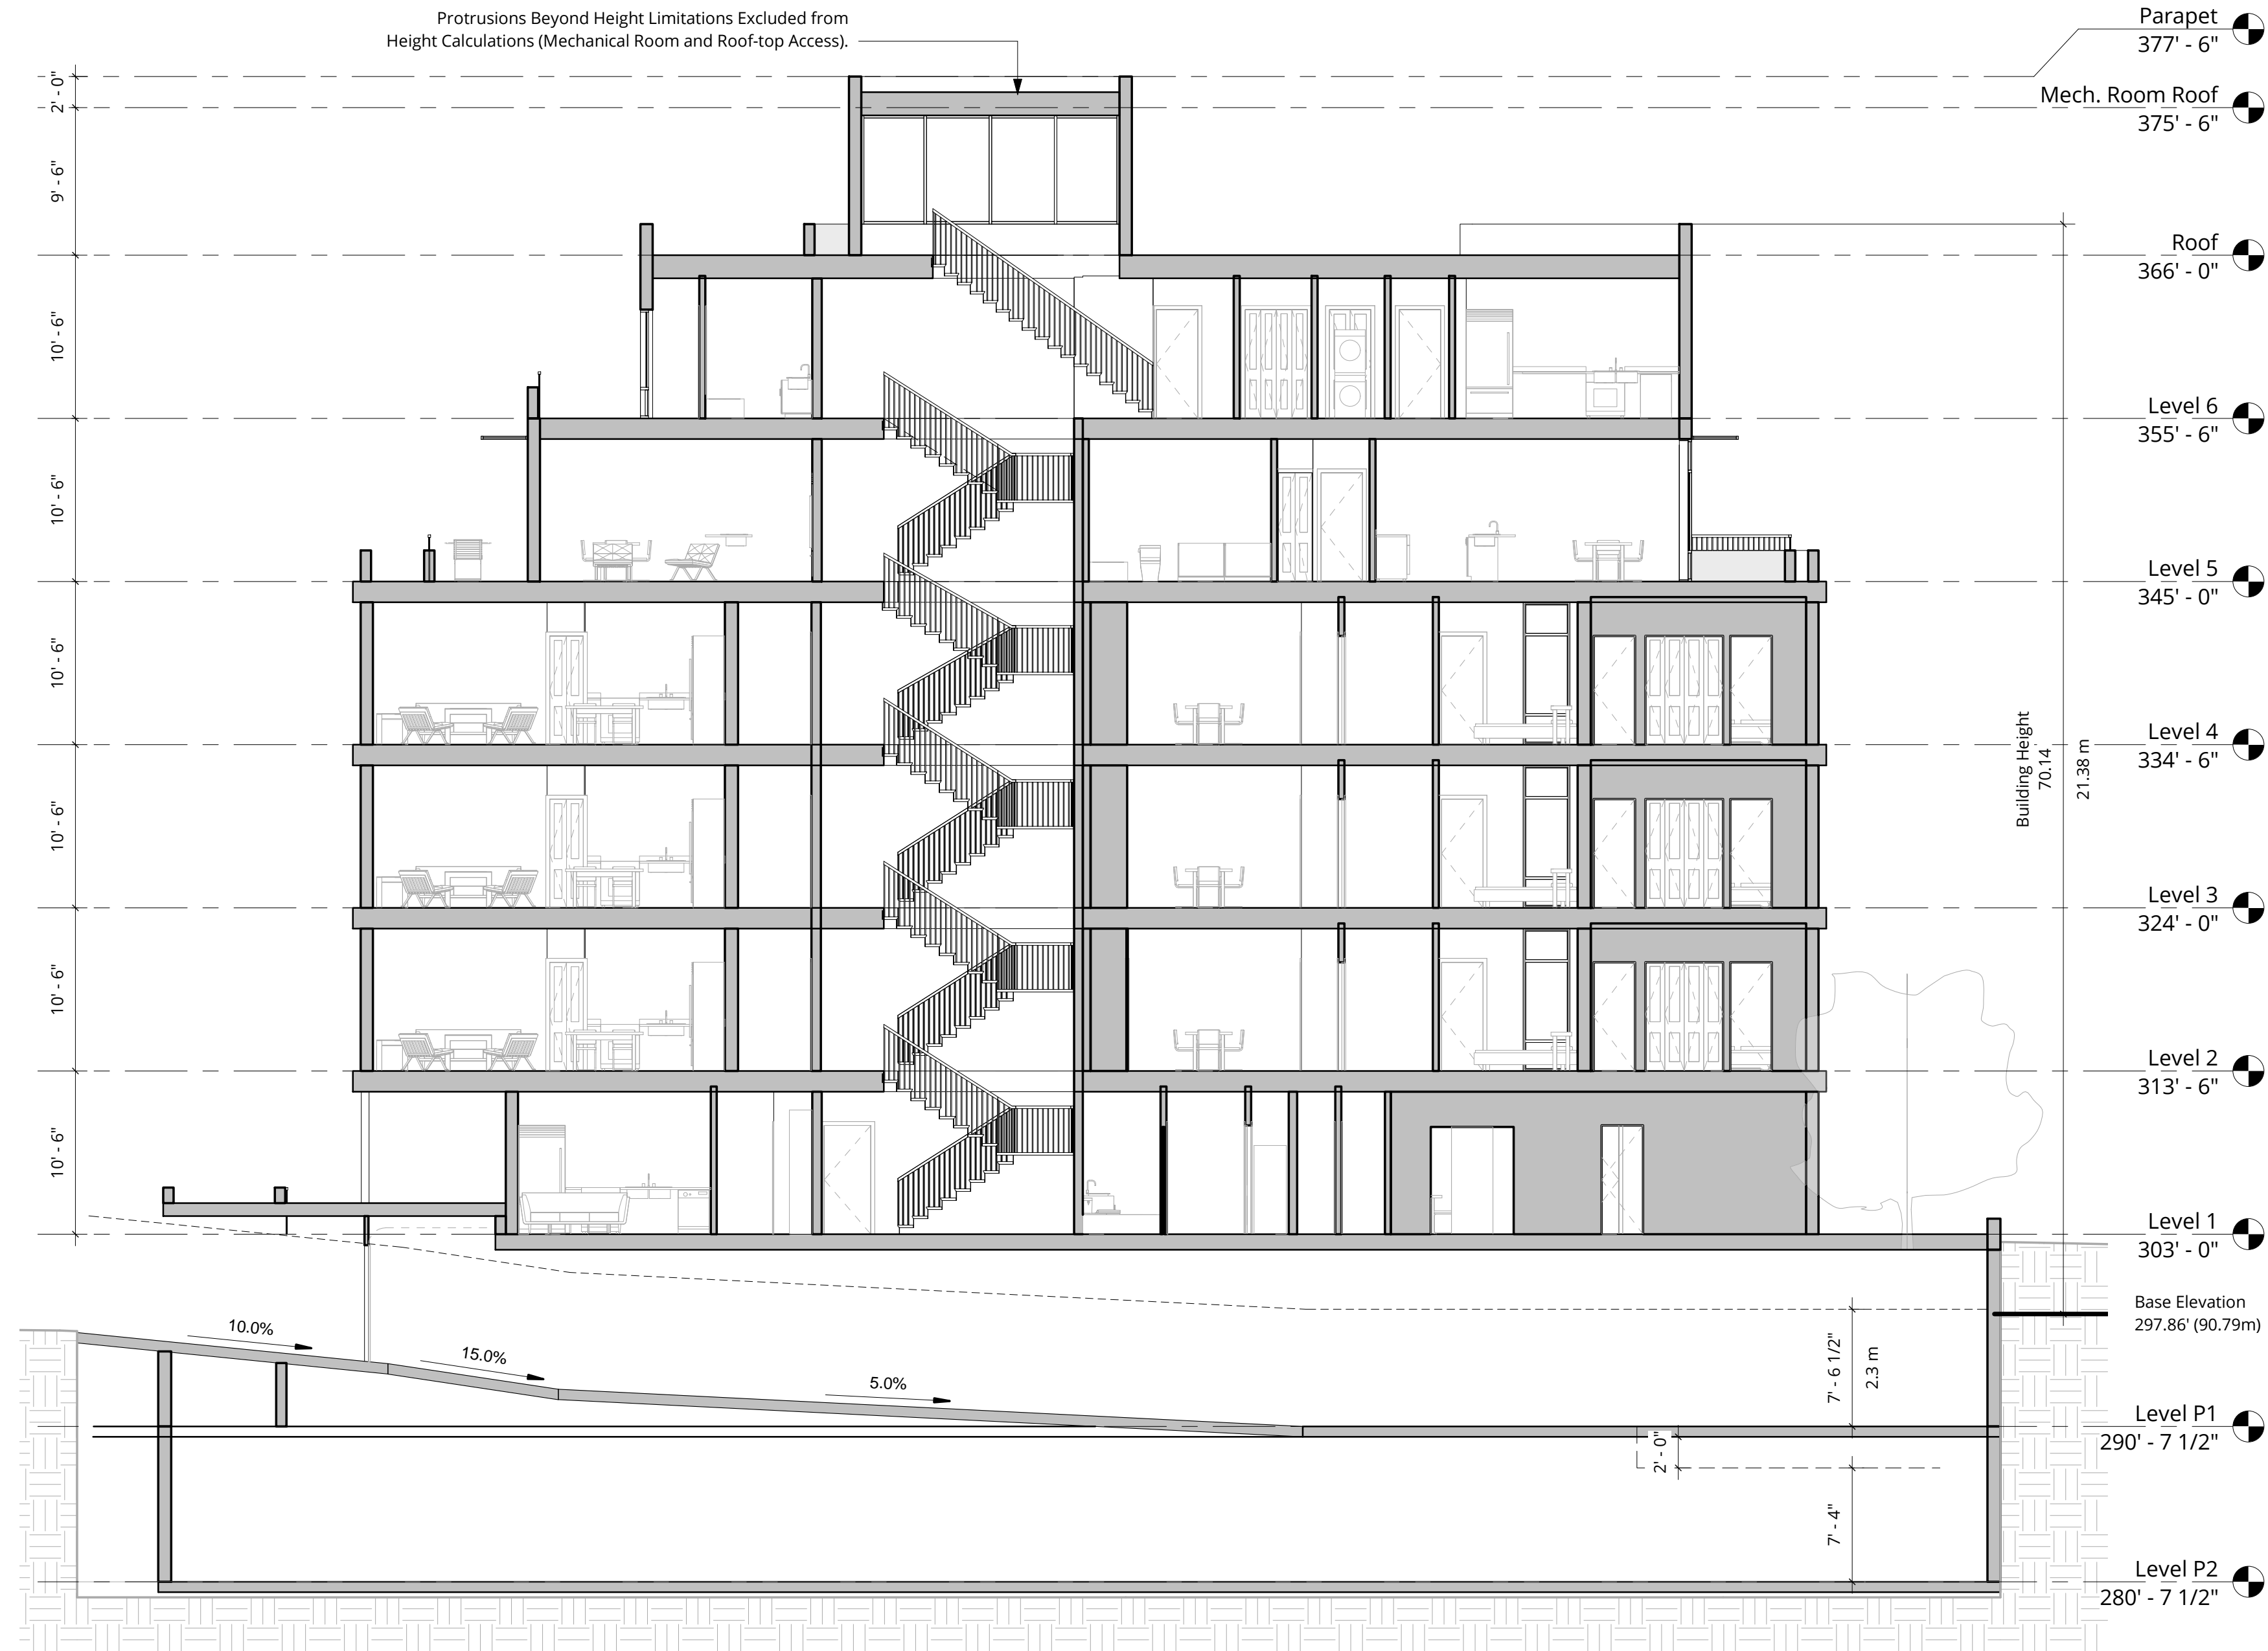 Protrusions Beyond Height Limitations Excluded from
Height Calculations (Mechanical Room and Roof-top Access).
Parapet
377' - 6"
Mech. Room Roof
375' - 6"
Roof
366' - 0"
Level 6
355' - 6"
Level 5
345' - 0"
Level 4
334' - 6"
Level 3
324' - 0"
Level 2
313' - 6"
Level 1
303' - 0"
Base Elevation
297.86' (90.79m)
Level P1
290' - 7 1/2"
Level P2
280' - 7 1/2"
2' - 0"
9' - 6"
10' - 6"
10' - 6"
10' - 6"
10' - 6"
10' - 6"
10' - 6"
Building Height
70.14
21.38 m
10.0%
15.0%
5.0%
7' - 6 1/2"
2.3 m
2' - 0"
7' - 4"